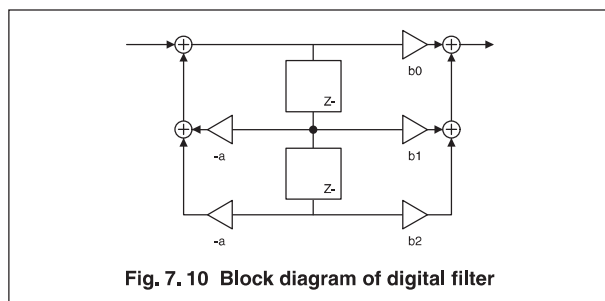 b0
Z-
-a
b1
Z-
-a
b2
Fig. 7. 10 Block diagram of digital filter